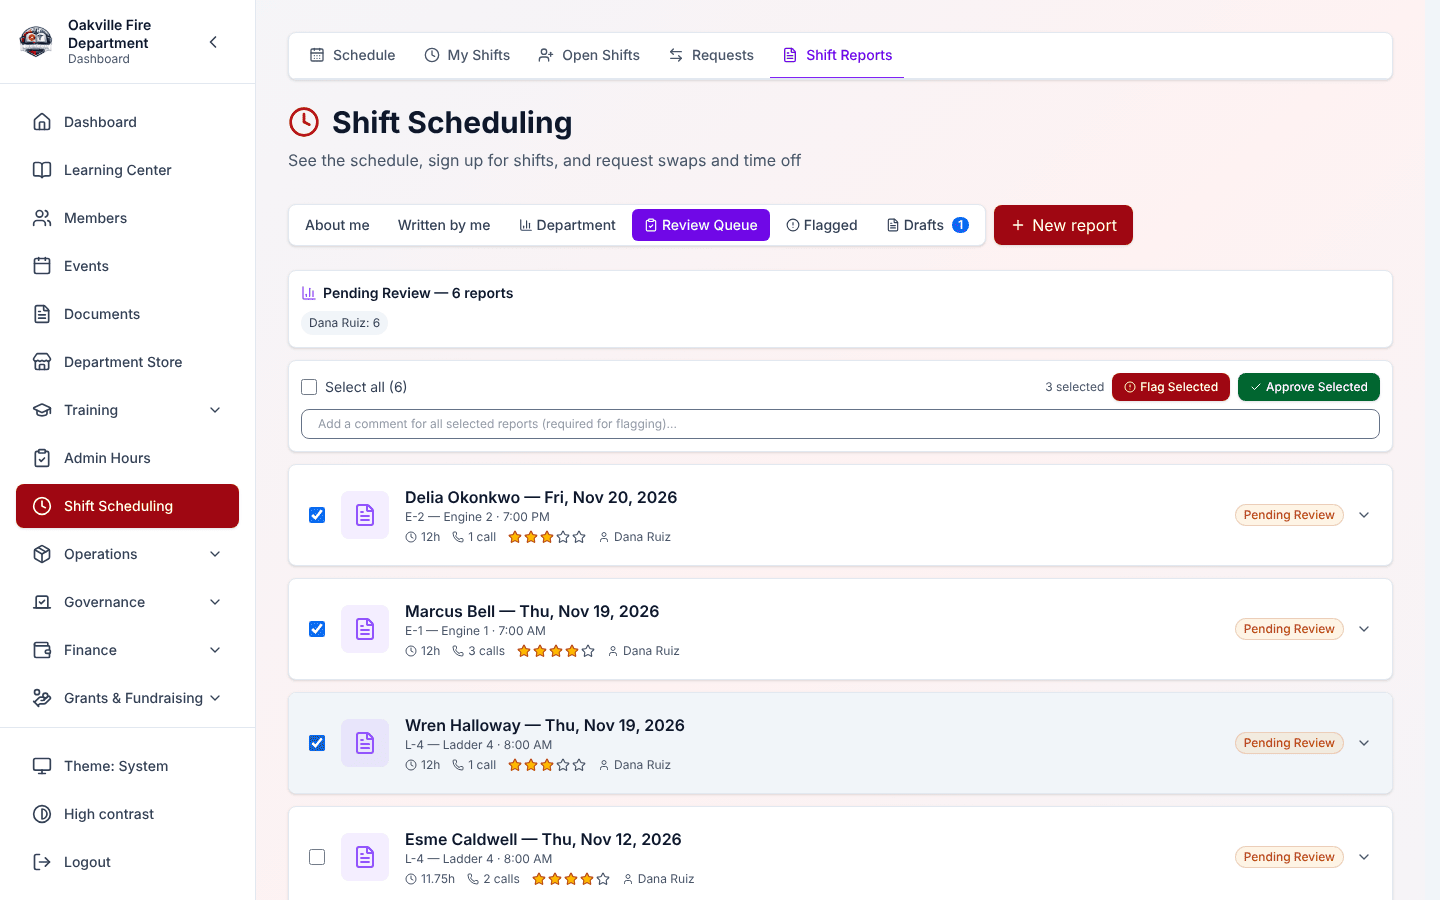 Oakville Fire
Department
Dashboard
Dashboard
Learning Center
Members
Events
Documents
Department Store
Training
Admin Hours
Shift Scheduling
Operations
Governance
Finance
Grants & Fundraising
Theme: System
High contrast
Logout
Schedule
My Shifts
Open Shifts
Requests
Shift Reports
Shift Scheduling
See the schedule, sign up for shifts, and request swaps and time off
About me
Written by me
Department
Review Queue
Flagged
Drafts 1
New report
Pending Review — 6 reports
Dana Ruiz: 6
Select all (6)
3 selected
Flag Selected
Approve Selected
Add a comment for all selected reports (required for flagging)...
Delia Okonkwo — Fri, Nov 20, 2026
E-2 — Engine 2 · 7:00 PM
12h 1 call Dana Ruiz
Pending Review
Marcus Bell — Thu, Nov 19, 2026
E-1 — Engine 1 · 7:00 AM
12h 3 calls Dana Ruiz
Pending Review
Wren Halloway — Thu, Nov 19, 2026
L-4 — Ladder 4 · 8:00 AM
12h 1 call Dana Ruiz
Pending Review
Esme Caldwell — Thu, Nov 12, 2026
L-4 — Ladder 4 · 8:00 AM
11.75h 2 calls Dana Ruiz
Pending Review